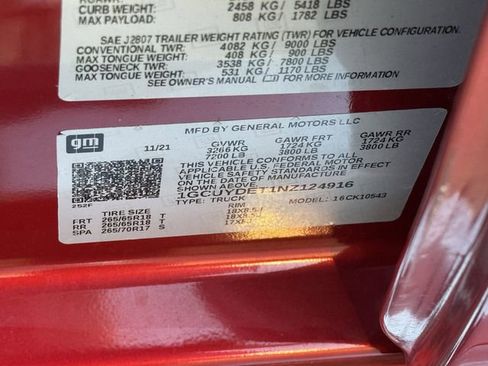 CURB WEIGHT: 2458 KG / 5418 LBS
MAX PAYLOAD: 808 KG / 1782 LBS
SAE J2807 TRAILER WEIGHT RATING (TWR) FOR VEHICLE CONFIGURATION.
CONVENTIONAL TWR: 4082 KG / 9000 LBS
MAX TONGUE WEIGHT: 408 KG / 900 LBS
GOOSENECK TWR: 3538 KG / 7800 LBS
MAX TONGUE WEIGHT: 531 KG / 1170 LBS
SEE OWNER'S MANUAL FOR MORE INFORMATION.
gm
MFD BY GENERAL MOTORS LLC
11/21 GVWR GAWR FRT GAWR RR
3266 KG 1724 KG 1724 KG
7200 LB 3800 LB 3800 LB
THIS VEHICLE CONFORMS TO ALL
APPLICABLE U.S. FEDERAL MOTOR
VEHICLE SAFETY STANDARDS IN EFFECT
ON THE DATE OF MANUFACTURE
SHOWN ABOVE.
1GCUYDET1NZ124916
TYPE: TRUCK MODEL: 16CK10543
252F
TIRE SIZE RIM
FRT 265/65R18 T 18X8.5J
RR 265/65R18 T 18X8.5J
SPA 265/70R17 S